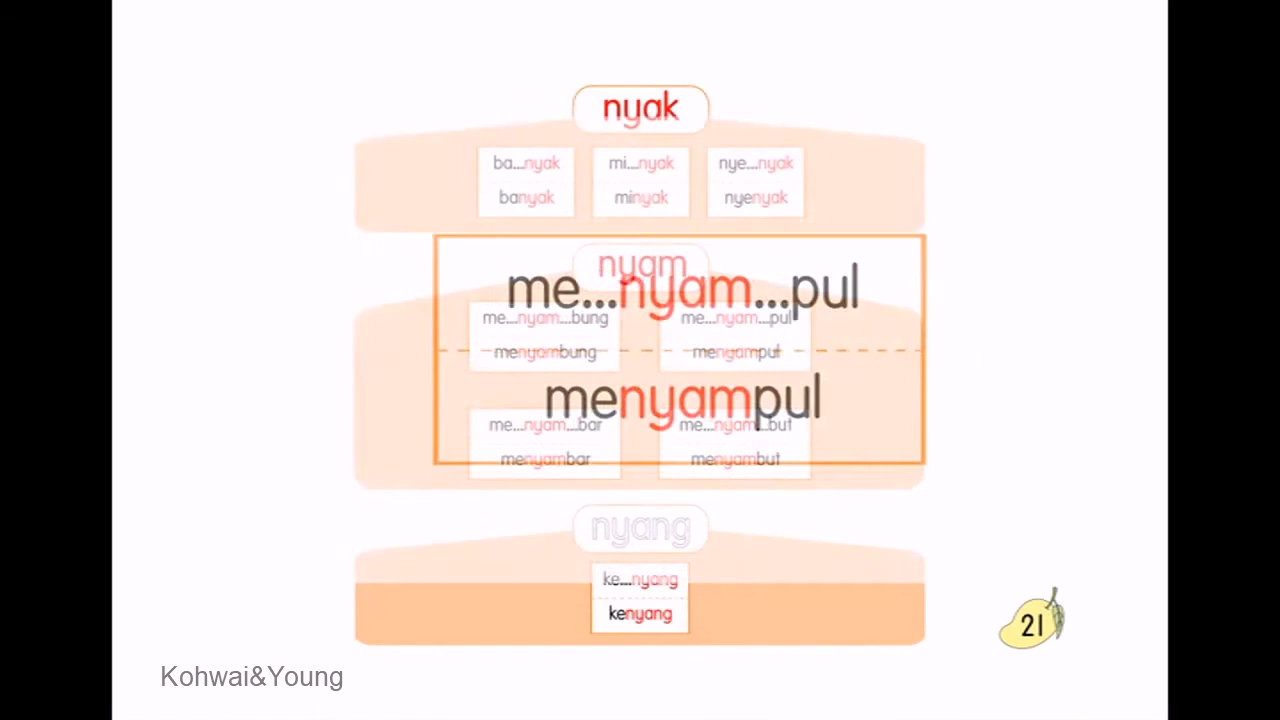 nyak
ba...nyak mi...nyak nye...nyak
banyak minyak nyenyak
nyam
me...nyam...pul
me...nyam...bung me...nyam...pul
menyambung menyampul
menyampul
me...nyam...bar me...nyam...but
menyambar menyambut
nyang
ke...nyang
kenyang
21
Kohwai&Young